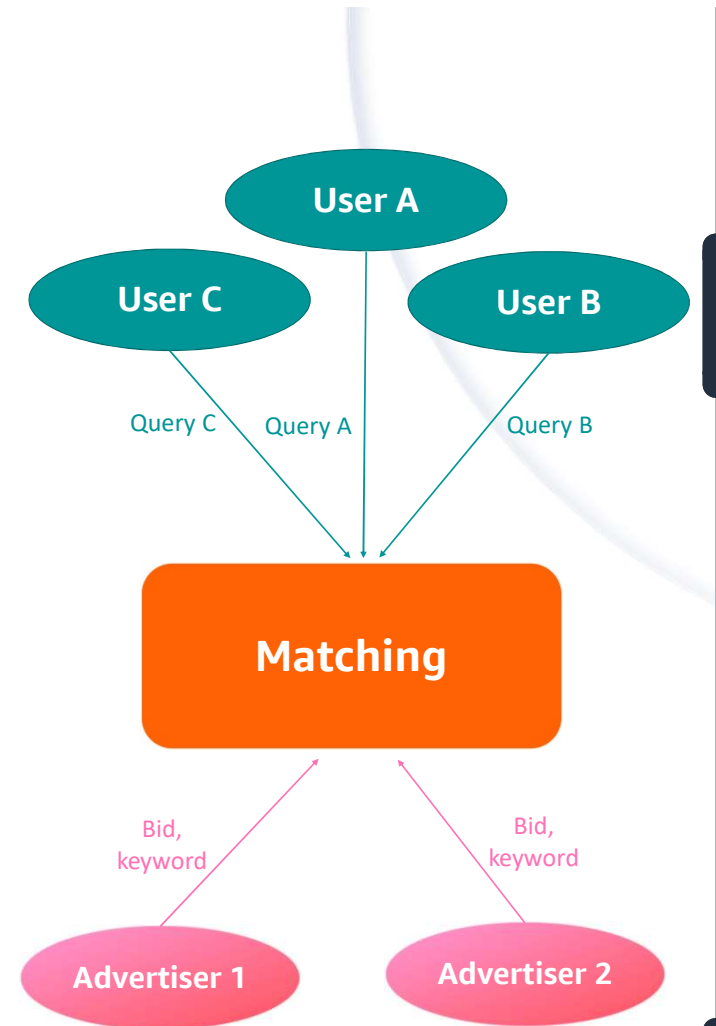 User A
User C
User B
Query C
Query A
Query B
Matching
Bid,
keyword
Bid,
keyword
Advertiser 1
Advertiser 2